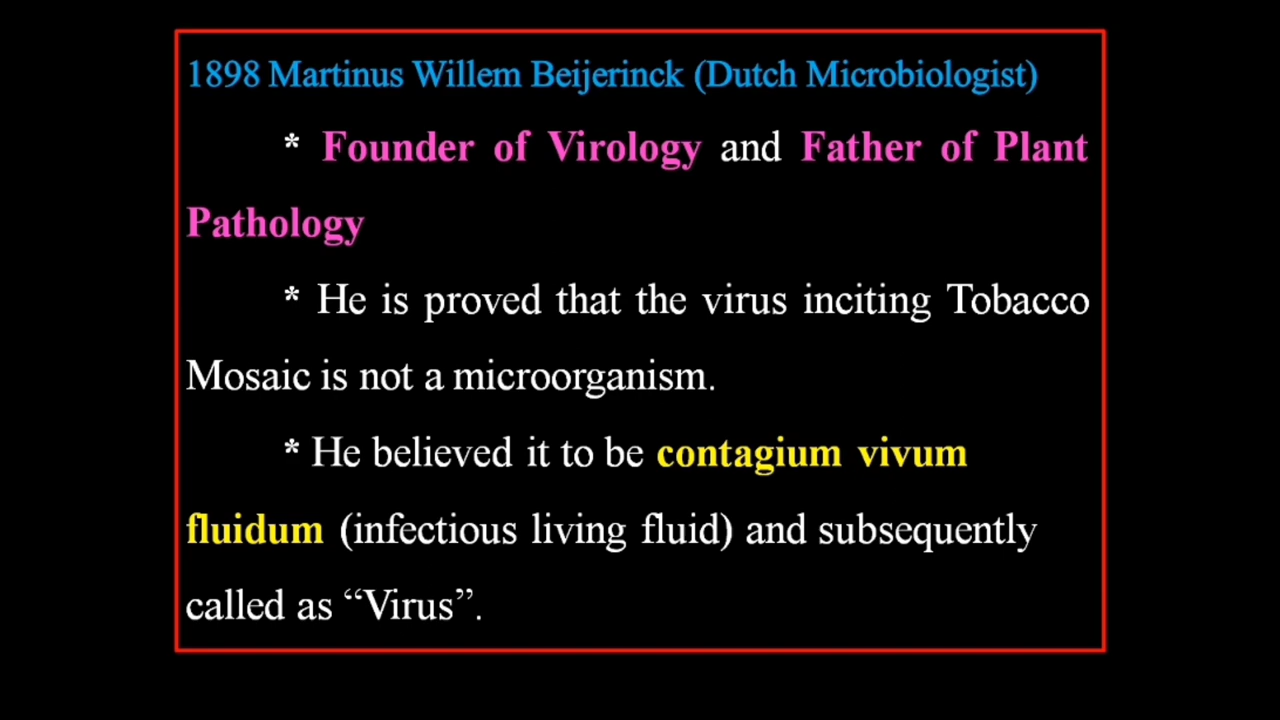 1898 Martinus Willem Beijerinck (Dutch Microbiologist)
* Founder of Virology and Father of Plant
Pathology
* He is proved that the virus inciting Tobacco
Mosaic is not a microorganism.
* He believed it to be contagium vivum
fluidum (infectious living fluid) and subsequently
called as “Virus”.